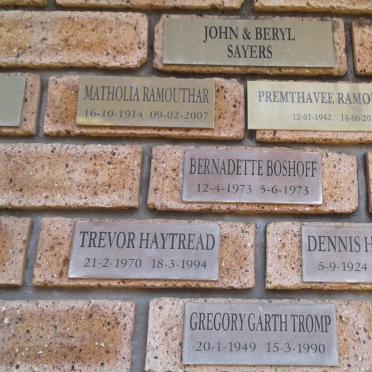 JOHN & BERYL
SAYERS
MATHOLIA RAMOUTHAR
16-10-1914 09-02-2007
PREMTHAVEE
12-01-1942
BERNADETTE BOSHOFF
12-4-1973 5-6-1973
TREVOR HAYTREAD
21-2-1970 18-3-1994
DENNIS
5-9-1924
GREGORY GARTH TROMP
20-1-1949 15-3-1990